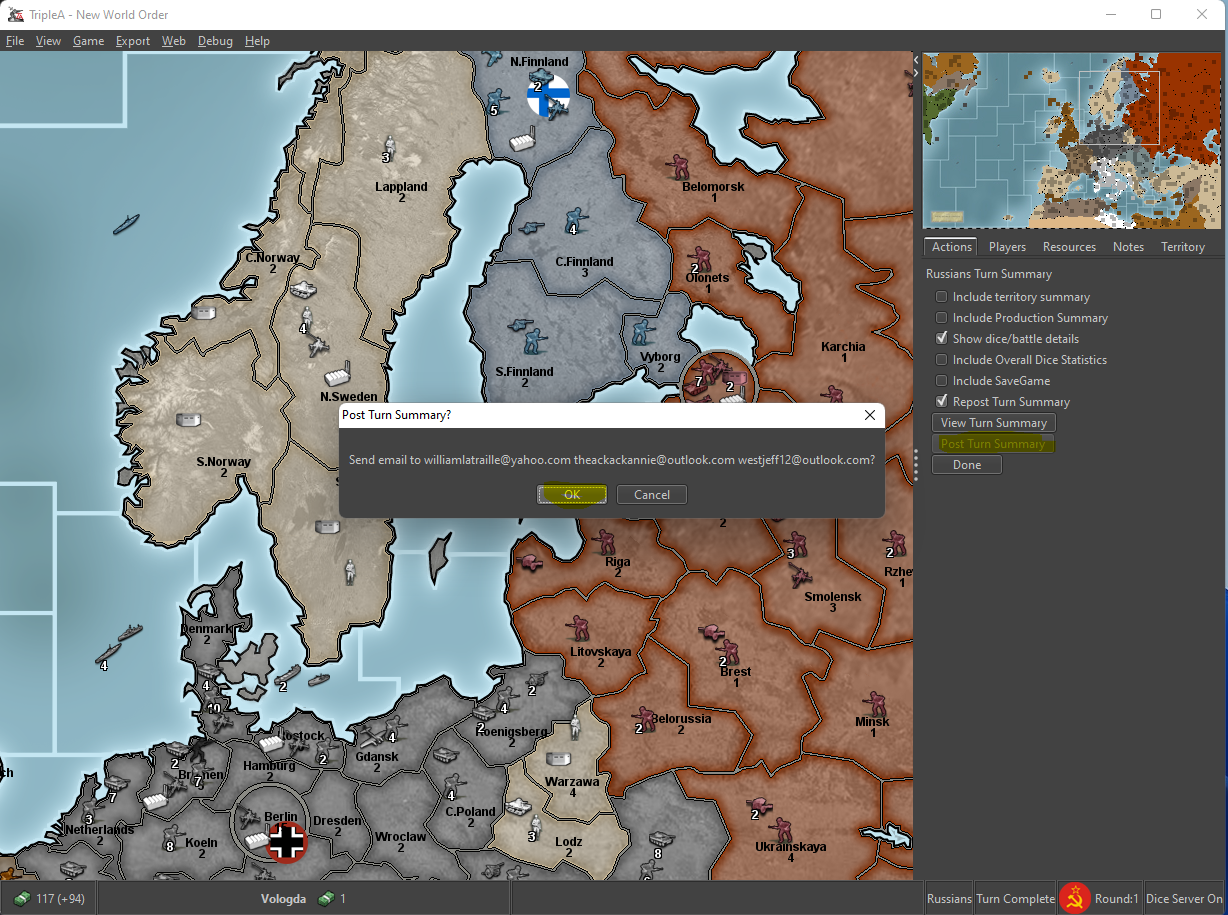 TripleA - New World Order
File View Game Export Web Debug Help
N.Finnland
2
5
3
Lappland
2
Belomorsk
1
C.Norway
2
4
C.Finnland
3
2
Olonets
1
4
S.Finnland
2
Vyborg
2
Karchia
1
7
2
N.Sweden
S.Norway
2
Post Turn Summary?
Send email to williamlatraille@yahoo.com theackackannie@outlook.com westjeff12@outlook.com?
OK Cancel
2
Riga
2
3
Smolensk
3
2
Rzhe
1
Denmark
2
4
4
10
2
Litovskaya
2
2
Brest
1
2
4
2
Koenigsberg
2
2
Belorussia
2
Minsk
1
ostock
2
4
Gdansk
2
2
7
Hamburg
2
Warzawa
4
7
3
Netherlands
2
8
Koeln
2
Berlin
Dresden
2
Wroclaw
2
4
C.Poland
2
3
Lodz
2
8
2
Ukrainskaya
4
Actions Players Resources Notes Territory
Russians Turn Summary
Include territory summary
Include Production Summary
Show dice/battle details
Include Overall Dice Statistics
Include SaveGame
Repost Turn Summary
View Turn Summary
Post Turn Summary
Done
117 (+94) Vologda 1 Russians Turn Complete Round:1 Dice Server On